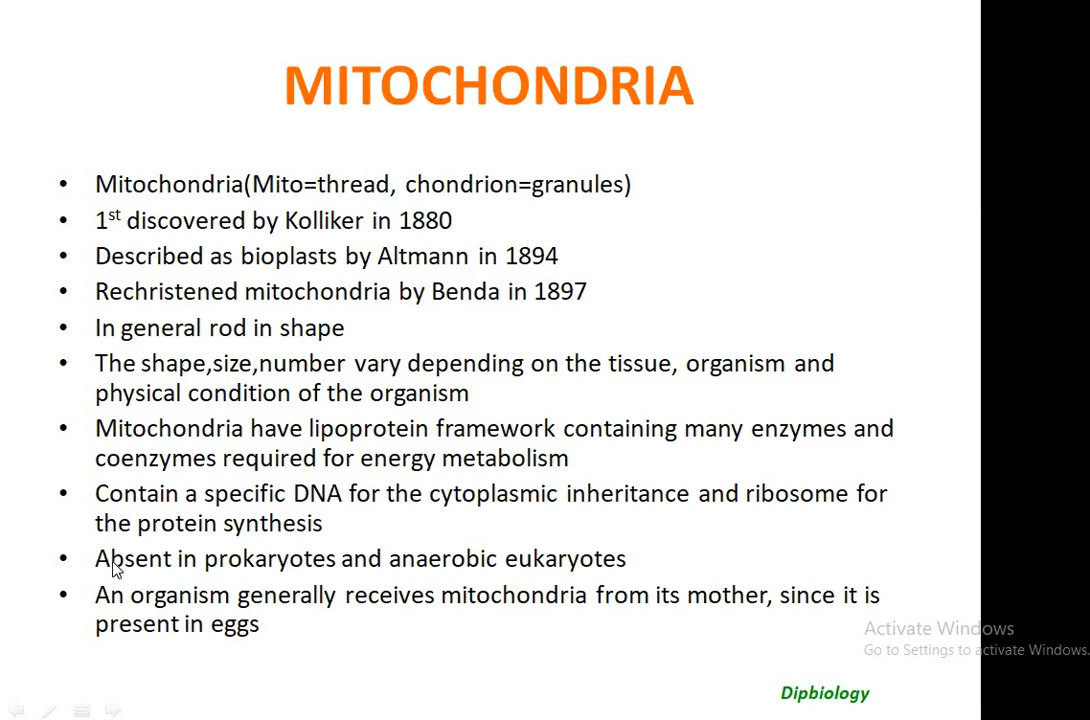 MITOCHONDRIA
• Mitochondria(Mito=thread, chondrion=granules)
• 1st discovered by Kolliker in 1880
• Described as bioplasts by Altmann in 1894
• Rechristened mitochondria by Benda in 1897
• In general rod in shape
• The shape,size,number vary depending on the tissue, organism and
physical condition of the organism
• Mitochondria have lipoprotein framework containing many enzymes and
coenzymes required for energy metabolism
• Contain a specific DNA for the cytoplasmic inheritance and ribosome for
the protein synthesis
• Absent in prokaryotes and anaerobic eukaryotes
• An organism generally receives mitochondria from its mother, since it is
present in eggs
Activate Windows
Go to Settings to activate Windows.
Dipbiology